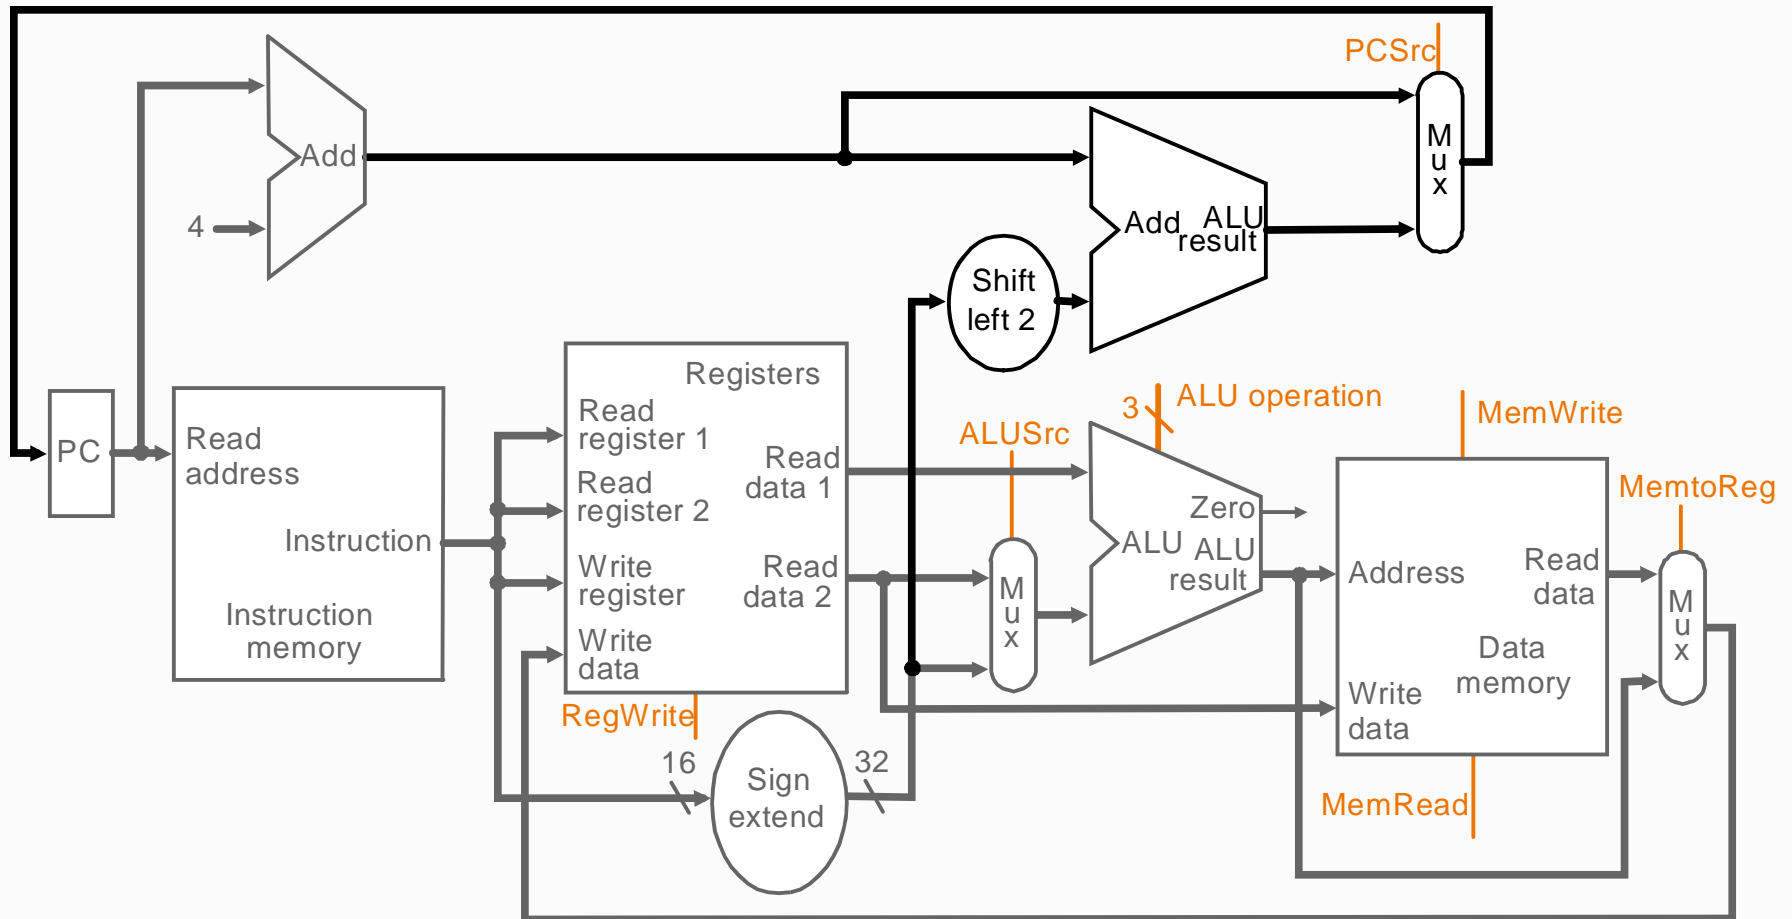 PCSrc
M
u
x
Add
4
Add
ALU
result
Shift
left 2
Registers
Read
register 1
Read
register 2
Write
register
Write
data
Read
data 1
Read
data 2
RegWrite
PC
Read
address
Instruction
Instruction
memory
16
Sign
extend
32
ALUSrc
M
u
x
3
ALU operation
Zero
ALU
ALU
result
MemWrite
Address
Read
data
Data
memory
Write
data
MemRead
MemtoReg
M
u
x